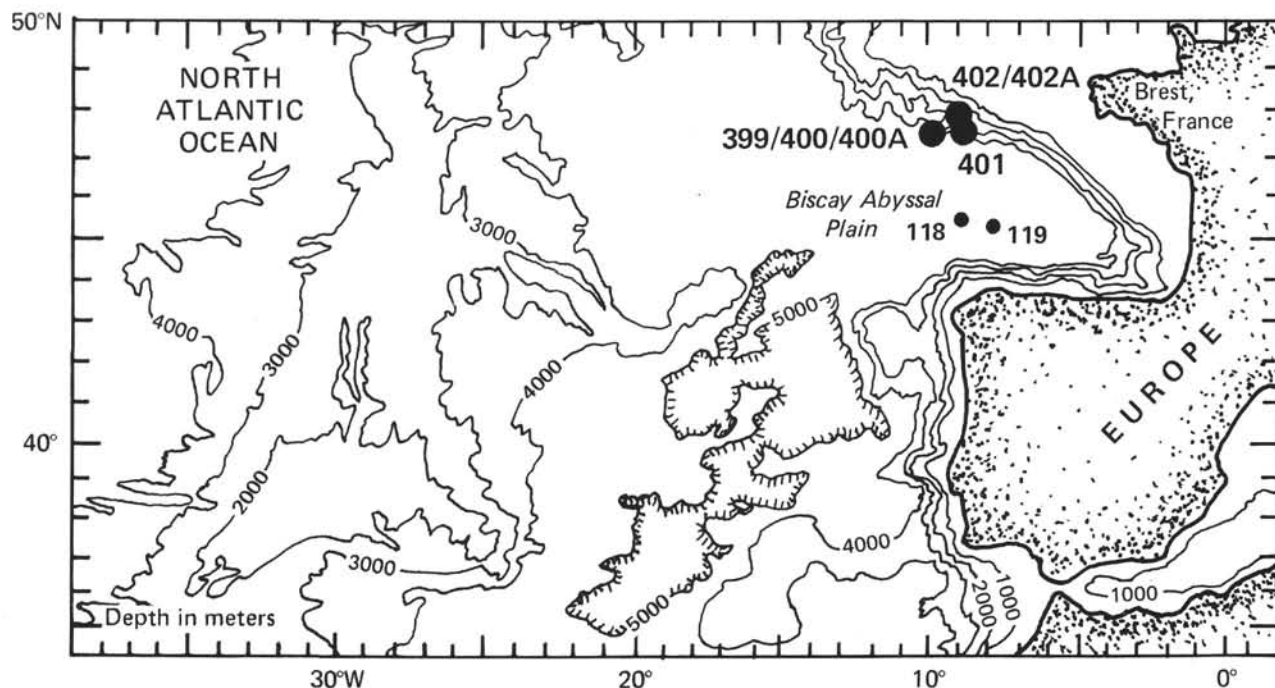 50°N
NORTH
ATLANTIC
OCEAN
402/402A
Brest,
France
399/400/400A
401
Biscay Abyssal
Plain
118
119
3000
4000
3000
5000
4000
EUROPE
40°
2000
3000
4000
5000
1000
2000
1000
Depth in meters
30°W
20°
10°
0°